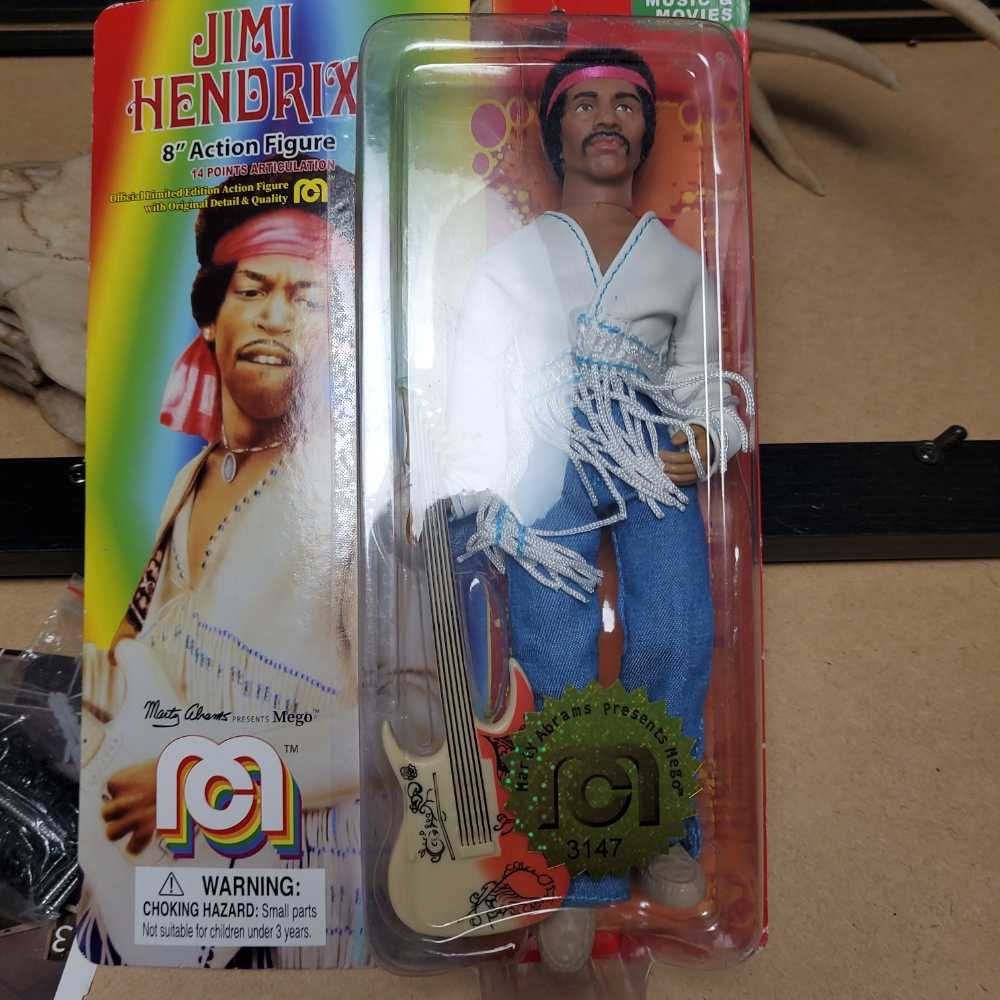 JIMI
HENDRIX
8" Action Figure
14 POINTS ARTICULATION
Official Limited Edition Action Figure
with Original Detail & Quality
MUSIC &
MOVIES
Marty Abrams PRESENTS Mego™
TM
WARNING:
CHOKING HAZARD: Small parts
Not suitable for children under 3 years.
Marty Abrams Presents Mego™
3147